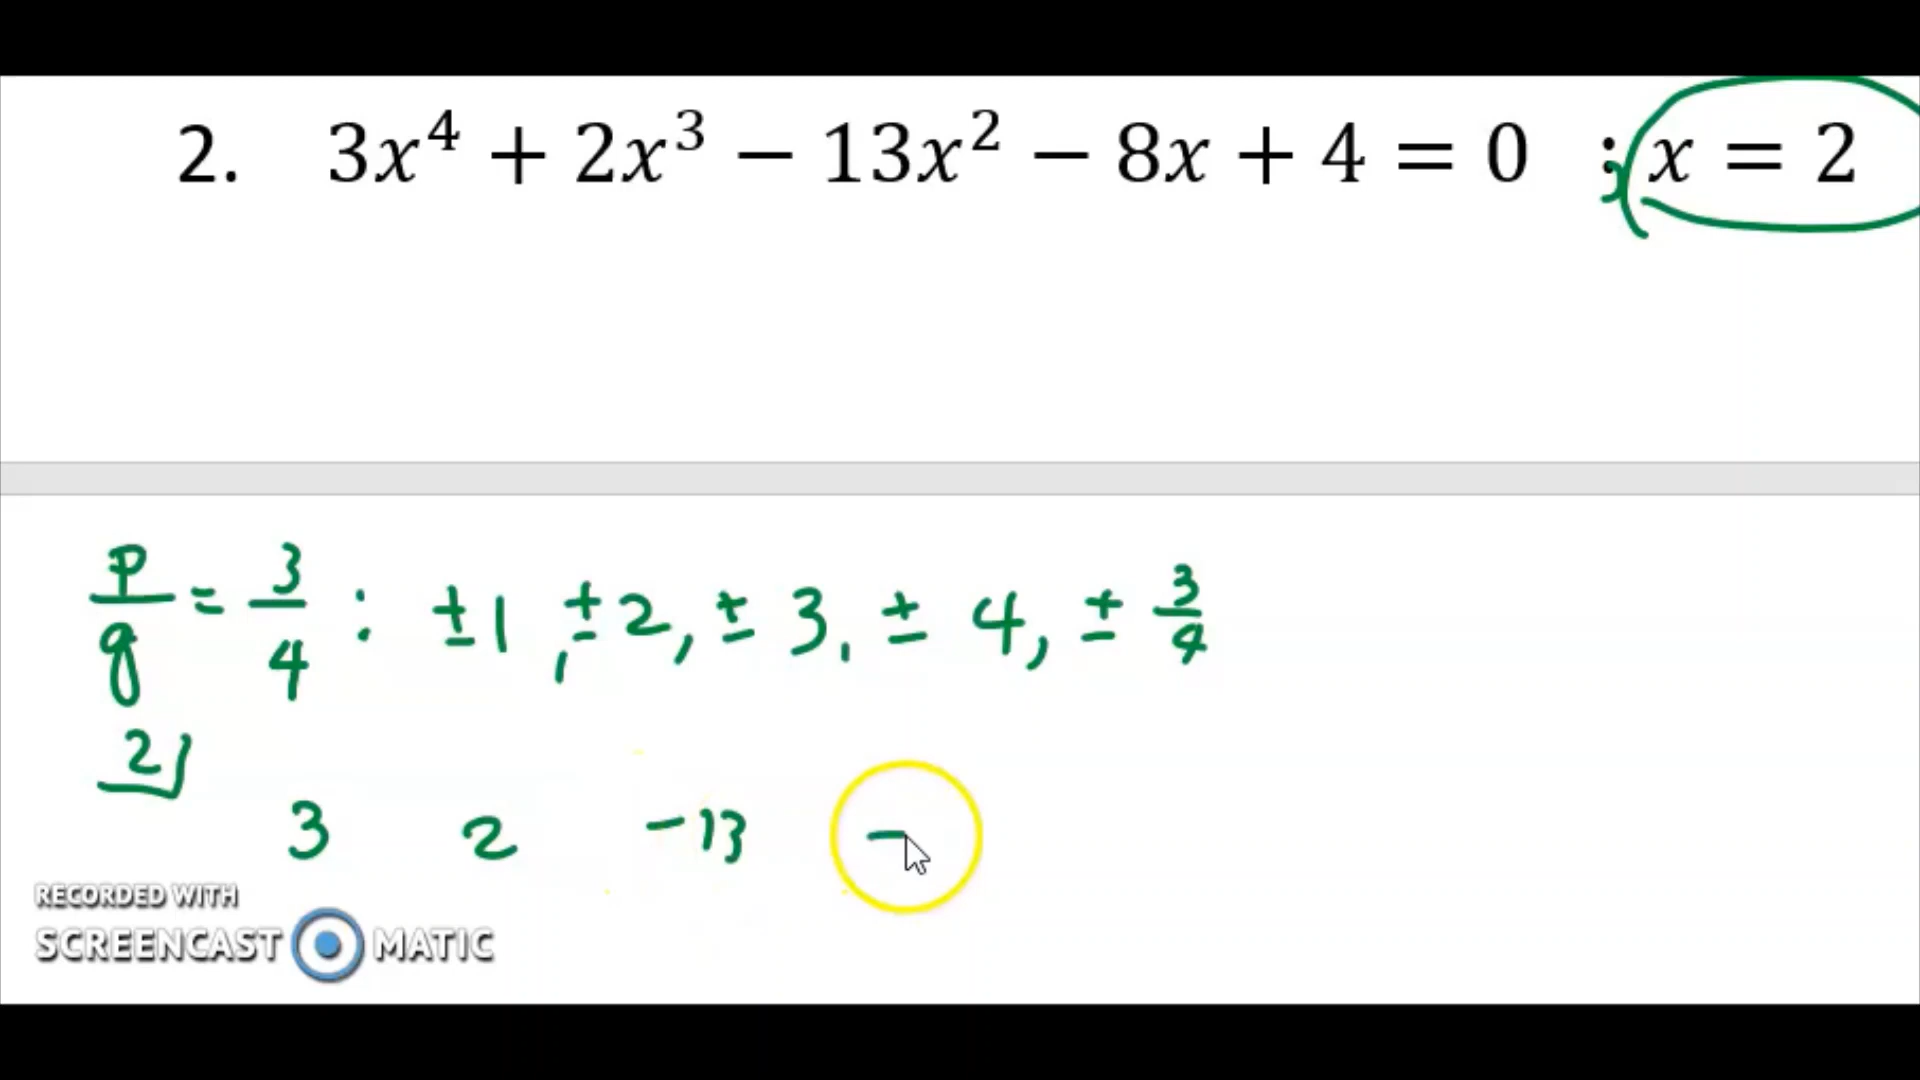 2. 3x⁴ + 2x³ − 13x² − 8x + 4 = 0 ; x = 2
p/q = 3/4 : ±1, ±2, ±3, ±4, ±3/4
2
3 2 -13 -
RECORDED WITH
SCREENCAST MATIC